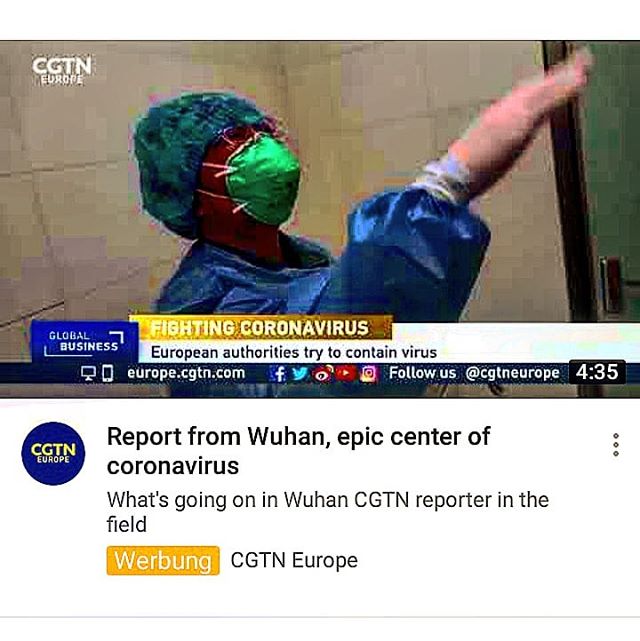 CGTN
EUROPE
GLOBAL
BUSINESS
FIGHTING CORONAVIRUS
European authorities try to contain virus
europe.cgtn.com
Follow us @cgtneurope
4:35
CGTN
EUROPE
Report from Wuhan, epic center of
coronavirus
What's going on in Wuhan CGTN reporter in the
field
Werbung CGTN Europe